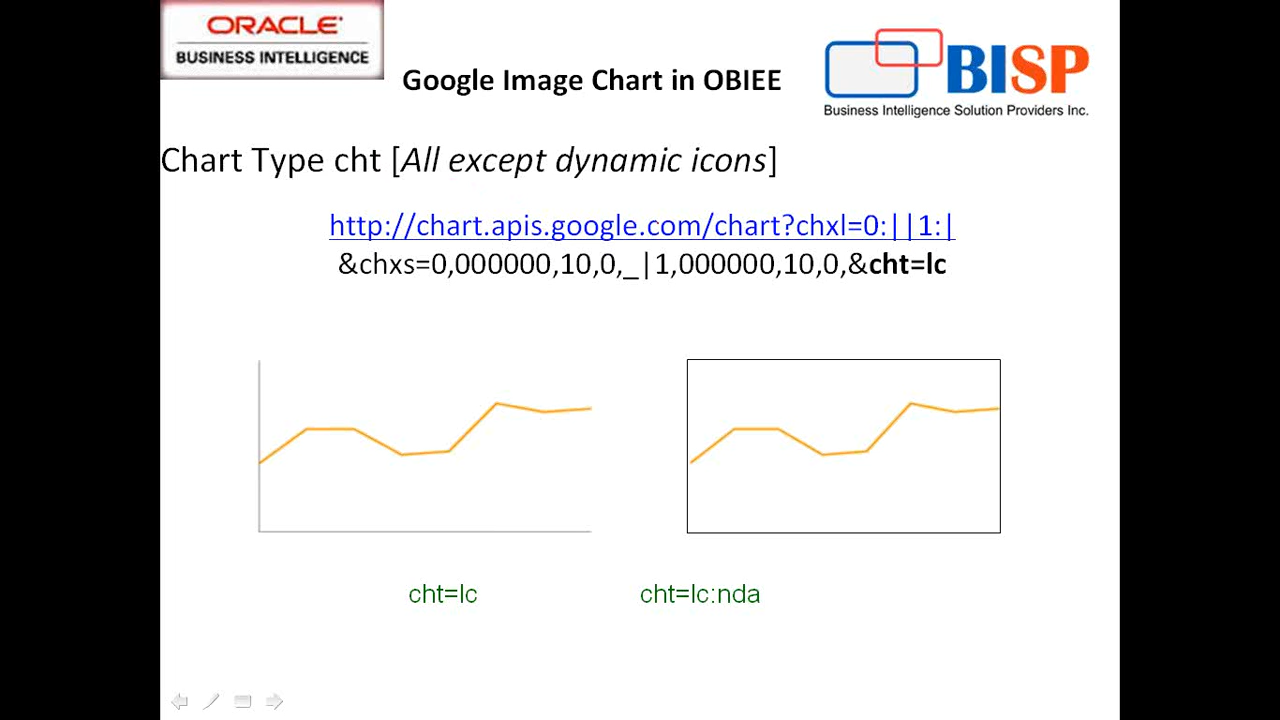 ORACLE
BUSINESS INTELLIGENCE
Google Image Chart in OBIEE
BISP
Business Intelligence Solution Providers Inc.
Chart Type cht [All except dynamic icons]
http://chart.apis.google.com/chart?chxl=0:||1:|
&chxs=0,000000,10,0,_|1,000000,10,0,&cht=lc
cht=lc
cht=lc:nda